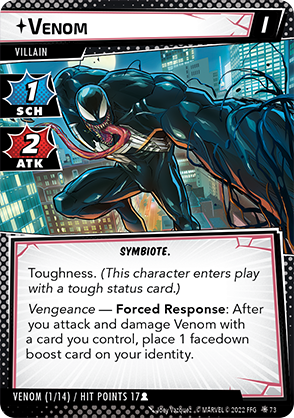 VENOM
I
VILLAIN
1
SCH
2
ATK
SYMBIOTE.
Toughness. (This character enters play
with a tough status card.)
Vengeance — Forced Response: After
you attack and damage Venom with
a card you control, place 1 facedown
boost card on your identity.
VENOM (1/14) / HIT POINTS 17
Joey Vazquez © MARVEL © 2022 FFG 73